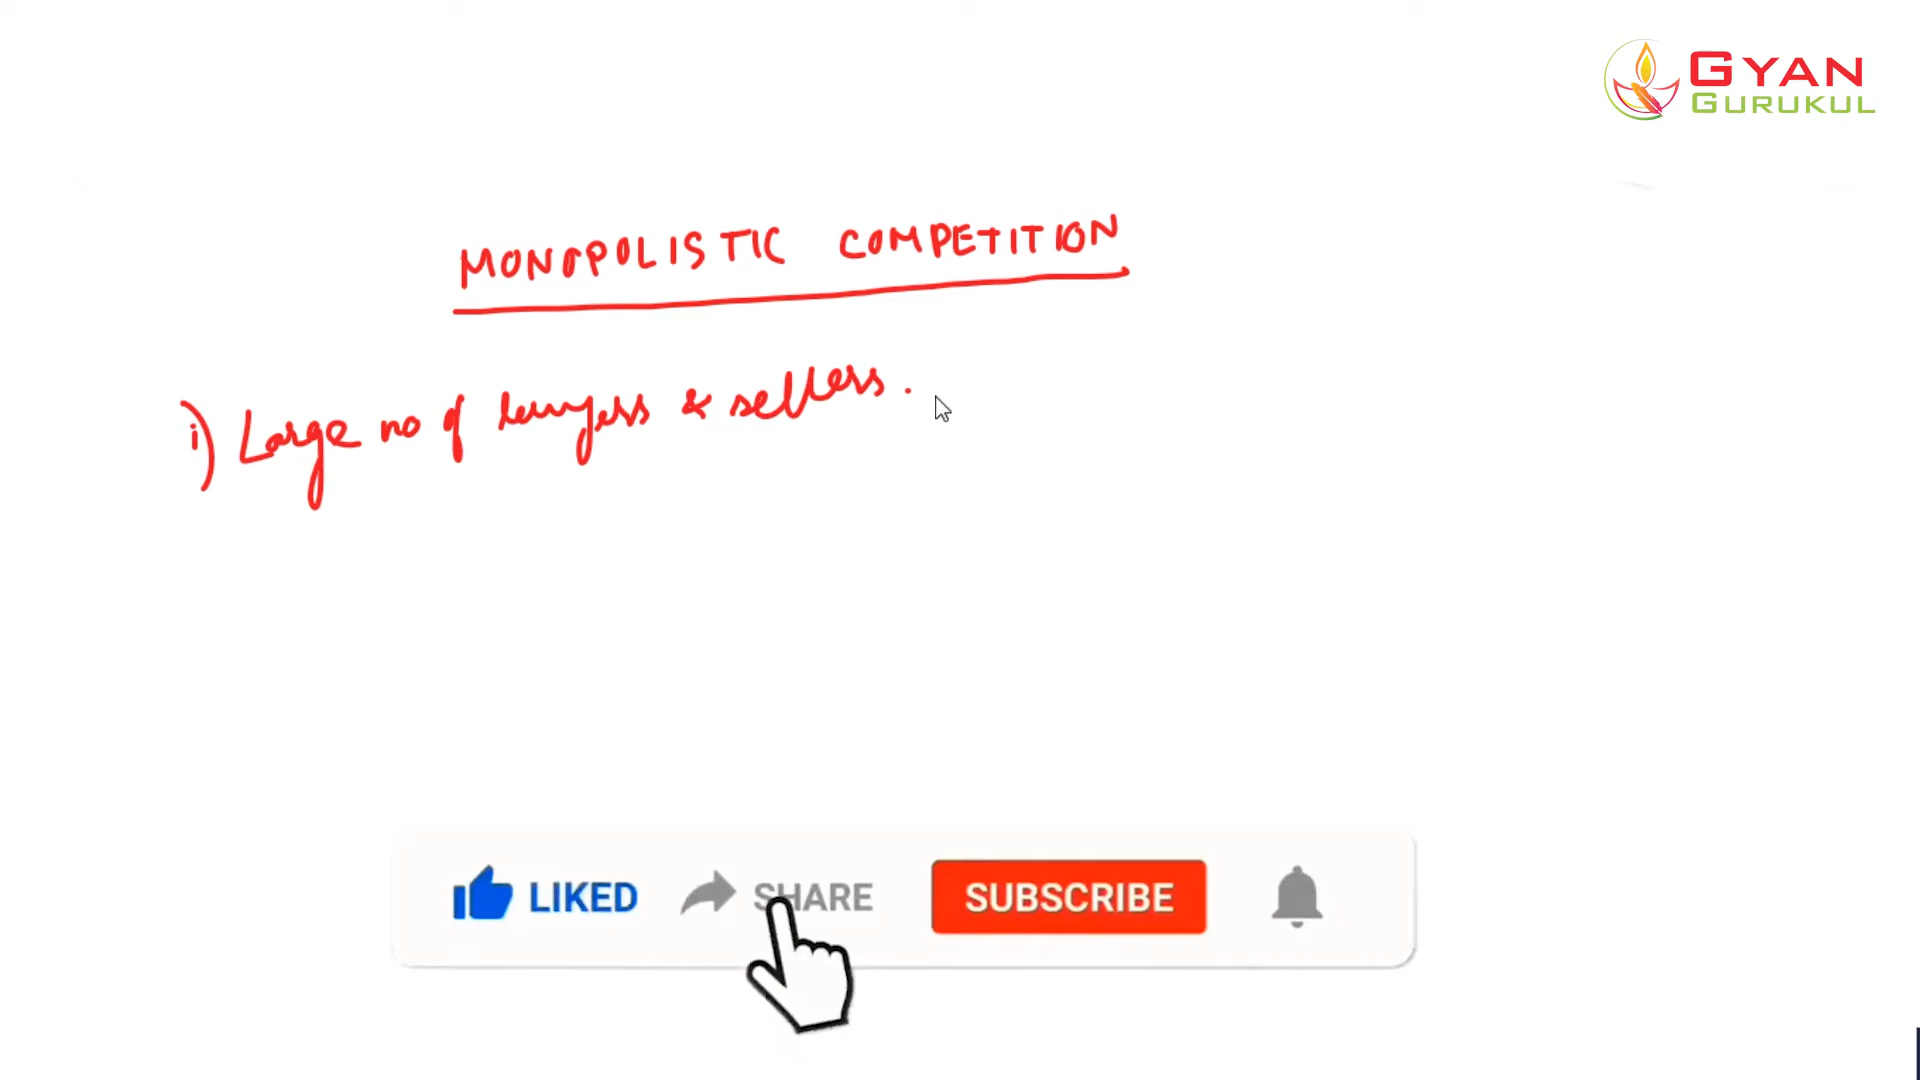 GYAN
GURUKUL
MONOPOLISTIC COMPETITION
i) Large no of buyers & sellers.
LIKED SHARE SUBSCRIBE